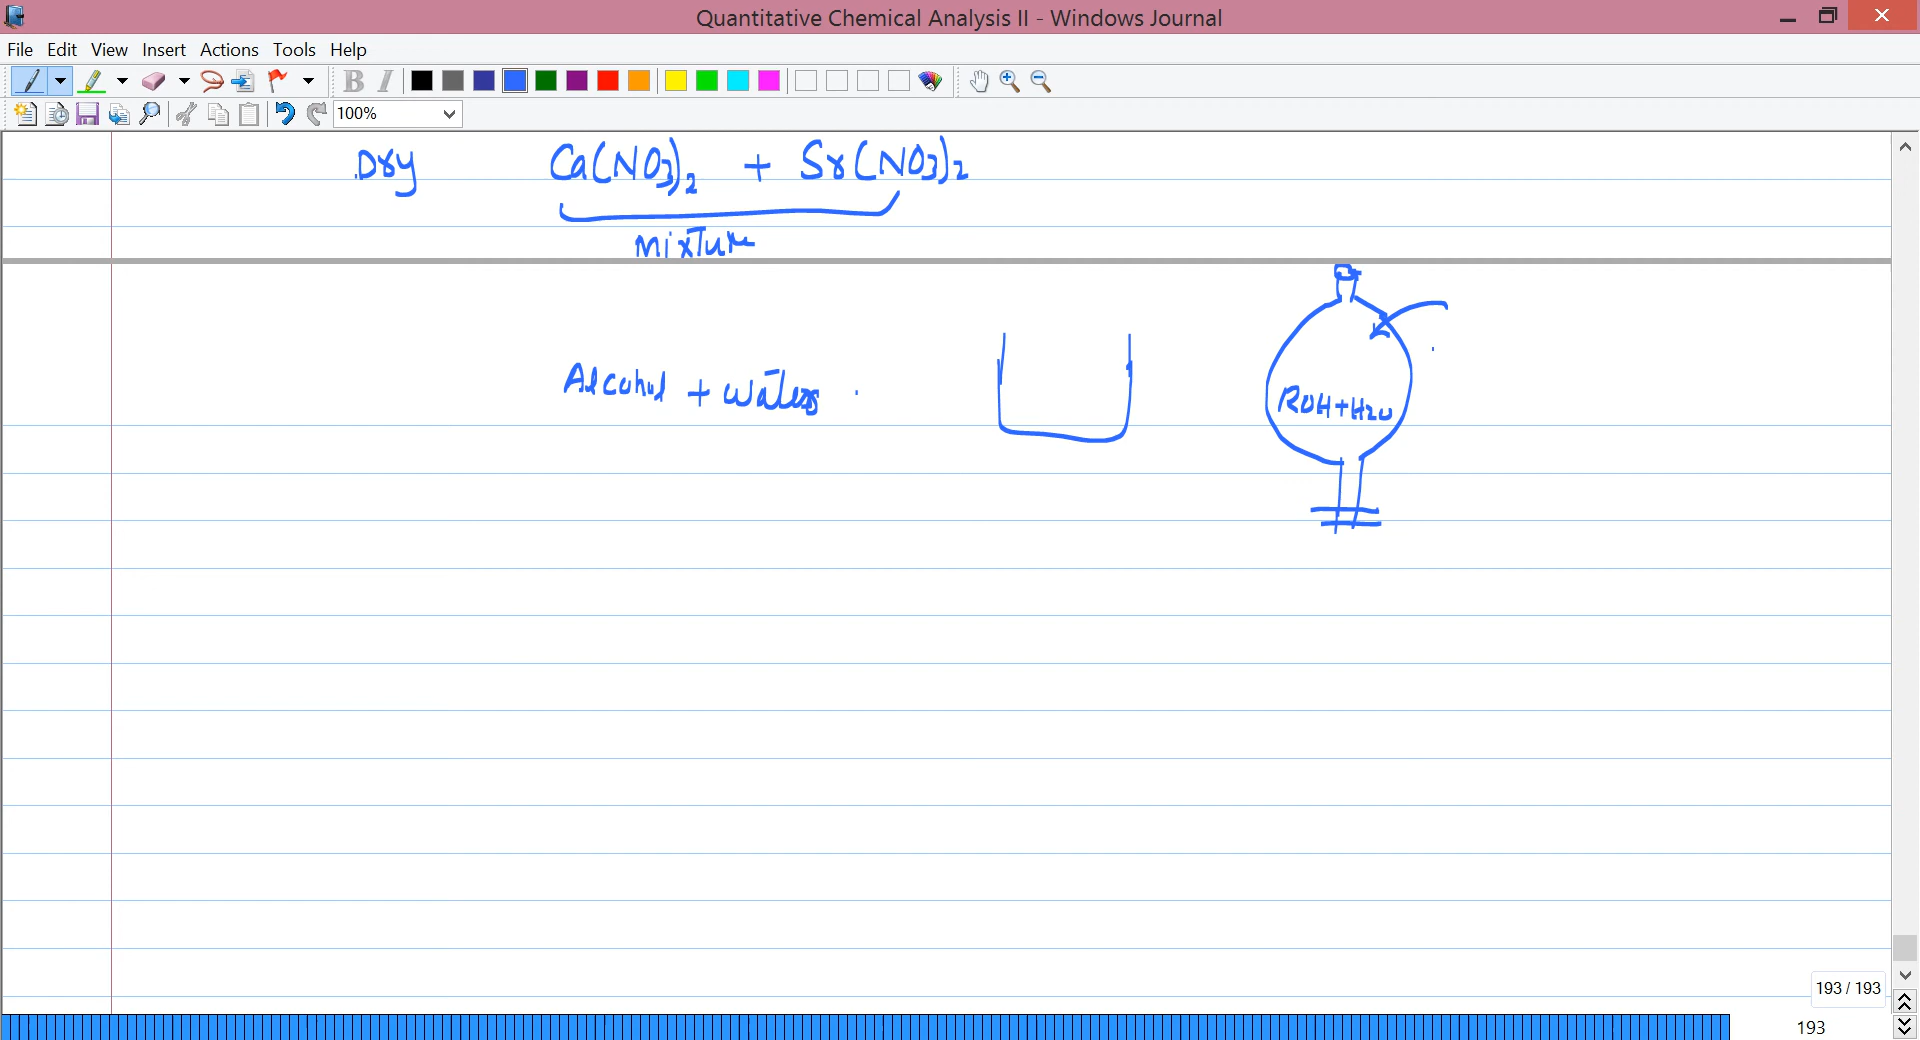 Quantitative Chemical Analysis II - Windows Journal
File Edit View Insert Actions Tools Help
B I
100%
Dry Ca(NO3)2 + Sr(NO3)2
Mixture
Alcohol + Water
ROH+H2O
193 / 193
193